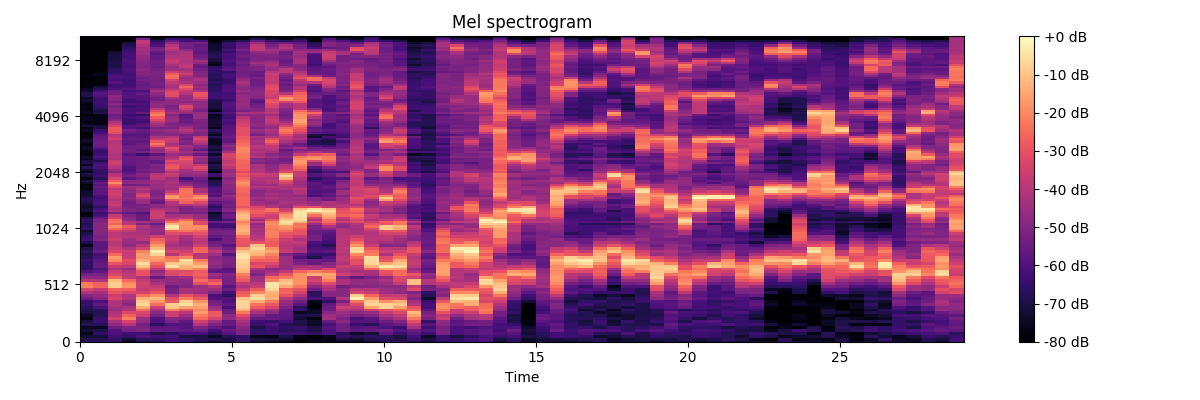 Mel spectrogram
Hz
8192
4096
2048
1024
512
0
0 5 10 15 20 25
Time
+0 dB
-10 dB
-20 dB
-30 dB
-40 dB
-50 dB
-60 dB
-70 dB
-80 dB